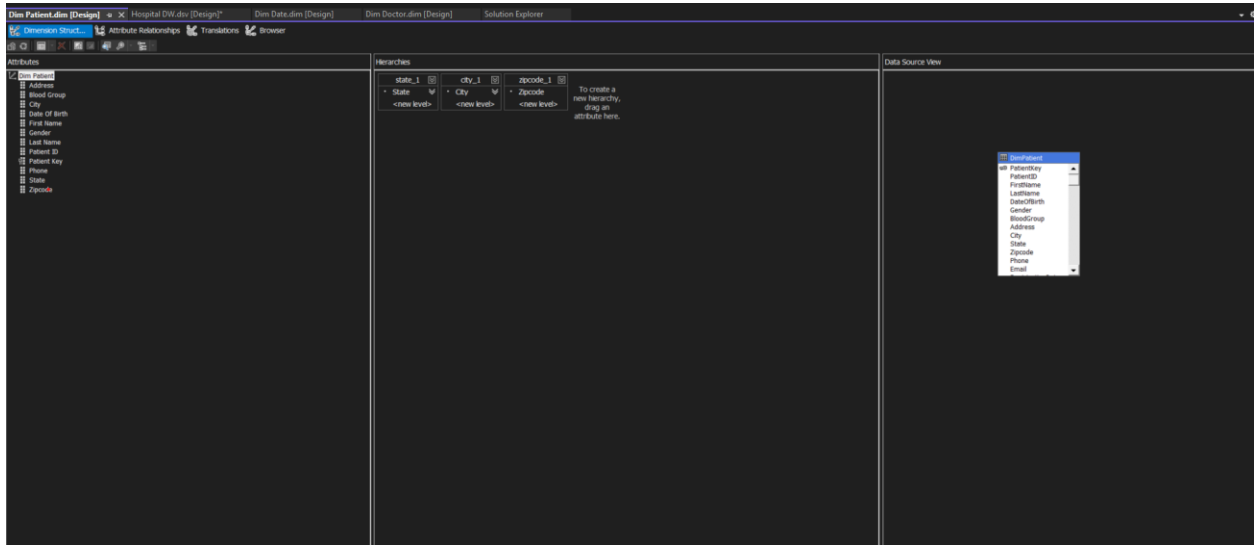 Dim Patient.dim [Design] Hospital DW.dsv [Design]* Dim Date.dim [Design] Dim Doctor.dim [Design] Solution Explorer
Dimension Struct... Attribute Relationships Translations Browser
Attributes
Dim Patient
Address
Blood Group
City
Date Of Birth
First Name
Gender
Last Name
Patient ID
Patient Key
Phone
State
Zipcode
Hierarchies
state_1 city_1 zipcode_1
State City Zipcode
<new level> <new level> <new level>
To create a
new hierarchy,
drag an
attribute here.
Data Source View
DimPatient
PatientKey
PatientID
FirstName
LastName
DateOfBirth
Gender
BloodGroup
Address
City
State
Zipcode
Phone
Email